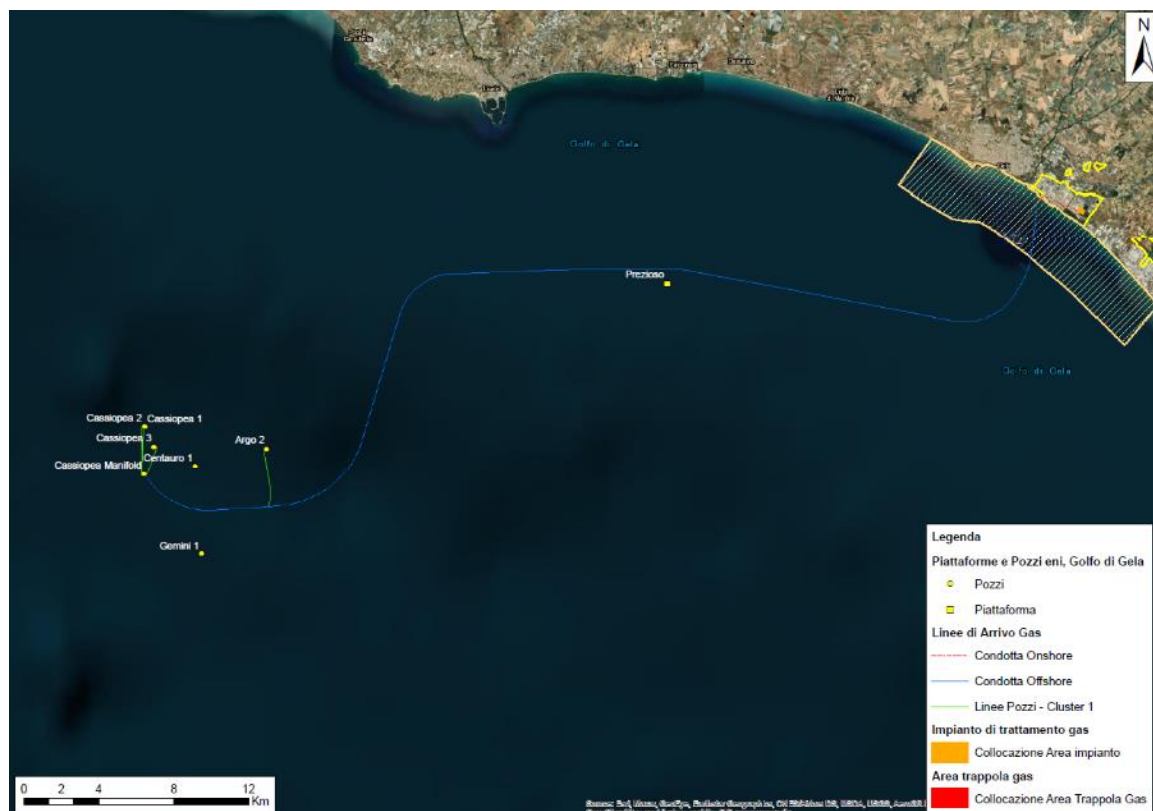 N
Licata
Golfo di Gela
Prezioso
Golfo di Gela
Cassiopea 2 Cassiopea 1
Cassiopea 3
Argo 2
Centauro 1
Cassiopea Manifold
Gemini 1
Legenda
Piattaforme e Pozzi eni, Golfo di Gela
Pozzi
Piattaforma
Linee di Arrivo Gas
Condotta Onshore
Condotta Offshore
Linee Pozzi - Cluster 1
Impianto di trattamento gas
Collocazione Area impianto
Area trappola gas
Collocazione Area Trappola Gas
0 2 4 8 12
Km